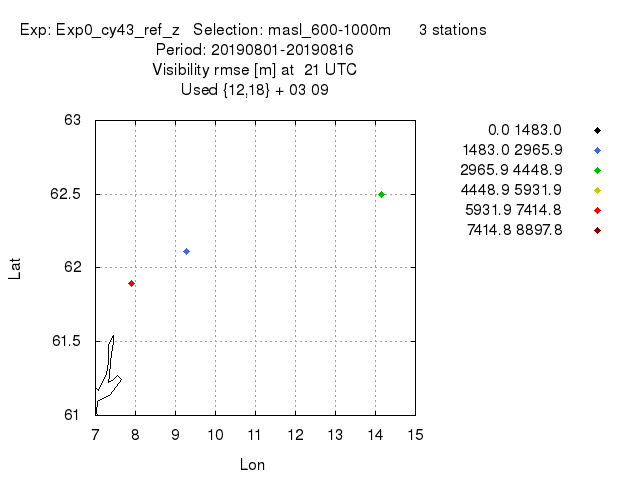 Exp: Exp0_cy43_ref_z   Selection: masl_600-1000m      3 stations
Period: 20190801-20190816
Visibility rmse [m] at  21 UTC
Used {12,18} + 03 09
63
62.5
62
61.5
61
Lat
7 8 9 10 11 12 13 14 15
Lon
0.0 1483.0
1483.0 2965.9
2965.9 4448.9
4448.9 5931.9
5931.9 7414.8
7414.8 8897.8